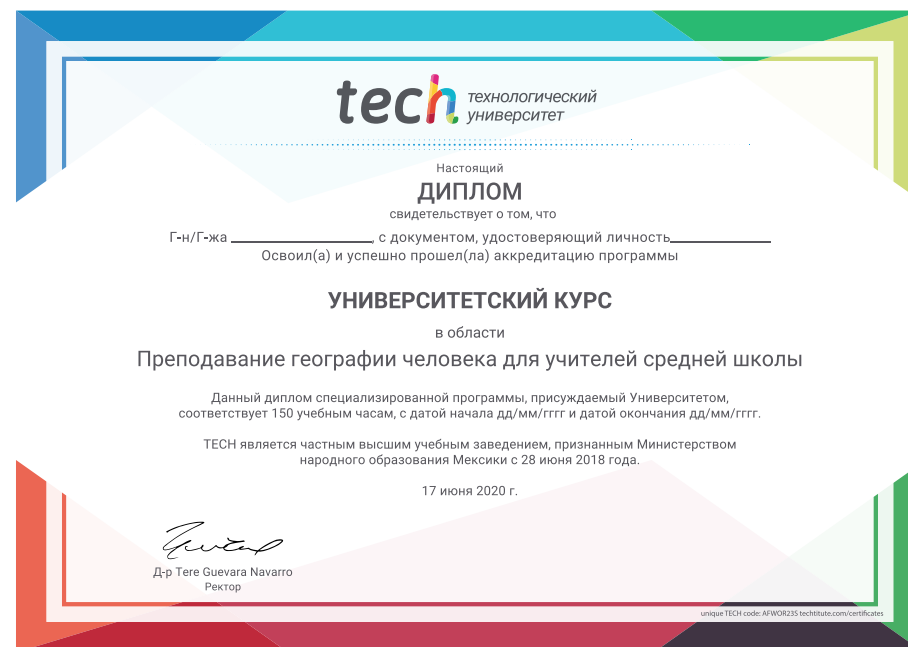 tech технологический
университет
Настоящий
ДИПЛОМ
свидетельствует о том, что
Г-н/Г-жа ____________________, с документом, удостоверяющий личность______________
Освоил(а) и успешно прошел(ла) аккредитацию программы
УНИВЕРСИТЕТСКИЙ КУРС
в области
Преподавание географии человека для учителей средней школы
Данный диплом специализированной программы, присуждаемый Университетом,
соответствует 150 учебным часам, с датой начала дд/мм/гггг и датой окончания дд/мм/гггг.
TECH является частным высшим учебным заведением, признанным Министерством
народного образования Мексики с 28 июня 2018 года.
17 июня 2020 г.
Д-р Tere Guevara Navarro
Ректор
unique TECH code: AFWOR23S techtitute.com/certificates